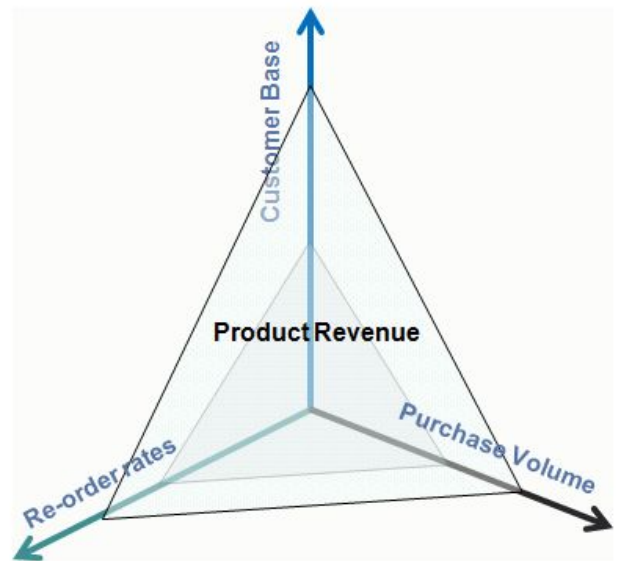 Customer Base
Product Revenue
Purchase Volume
Re-order rates